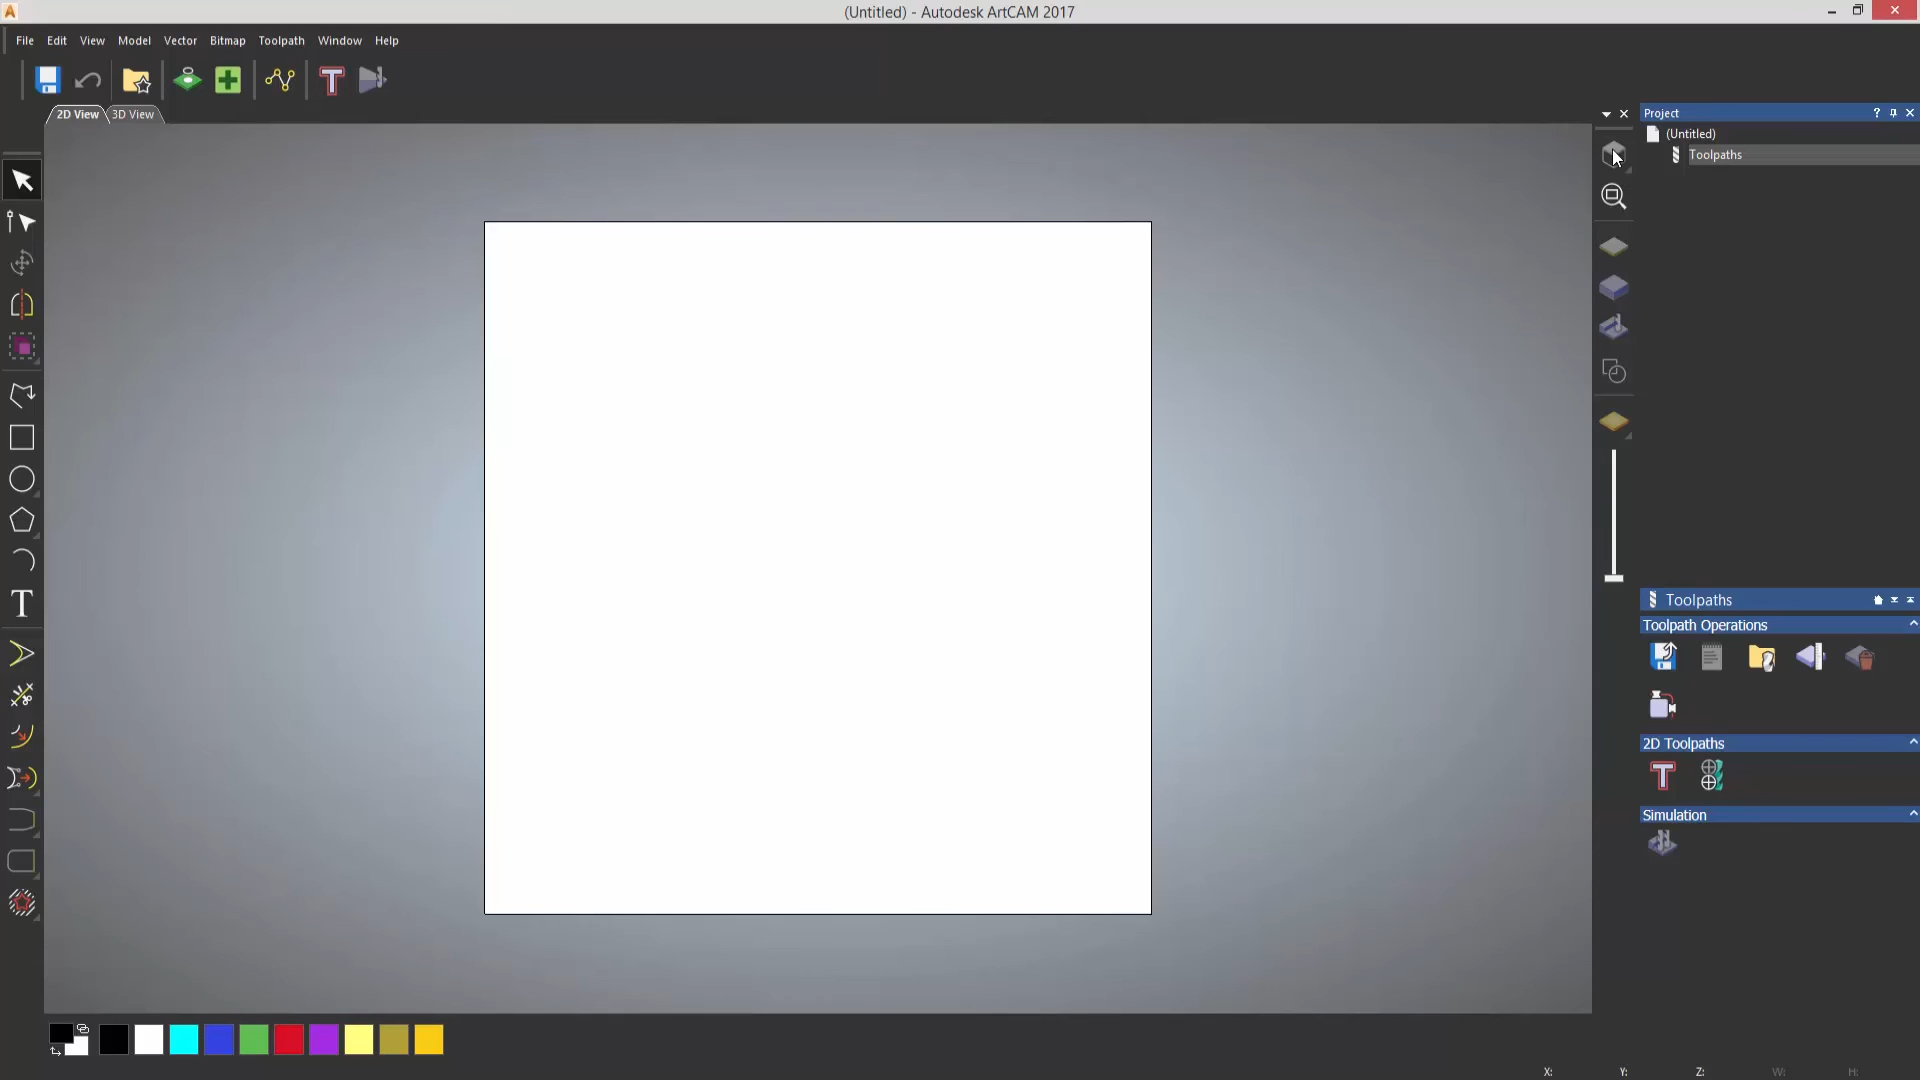 (Untitled) - Autodesk ArtCAM 2017
File Edit View Model Vector Bitmap Toolpath Window Help
2D View 3D View
Project
(Untitled)
Toolpaths
Toolpaths
Toolpath Operations
2D Toolpaths
Simulation
X: Y: Z: W: H: